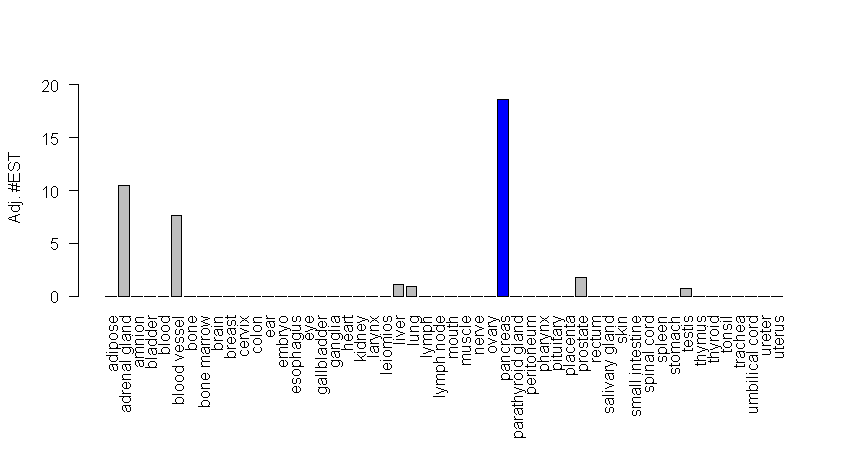 Adj. #EST
20
15
10
5
0
adipose
adrenal gland
amnion
bladder
blood
blood vessel
bone
bone marrow
brain
breast
cervix
colon
ear
embryo
esophagus
eye
gallbladder
ganglia
heart
kidney
larynx
leiomios
liver
lung
lymph
lymph node
mouth
muscle
nerve
ovary
pancreas
parathyroid gland
peritoneum
pharynx
pituitary
placenta
prostate
rectum
salivary gland
skin
small intestine
spinal cord
spleen
stomach
testis
thymus
thyroid
tonsil
trachea
umbilical cord
ureter
uterus